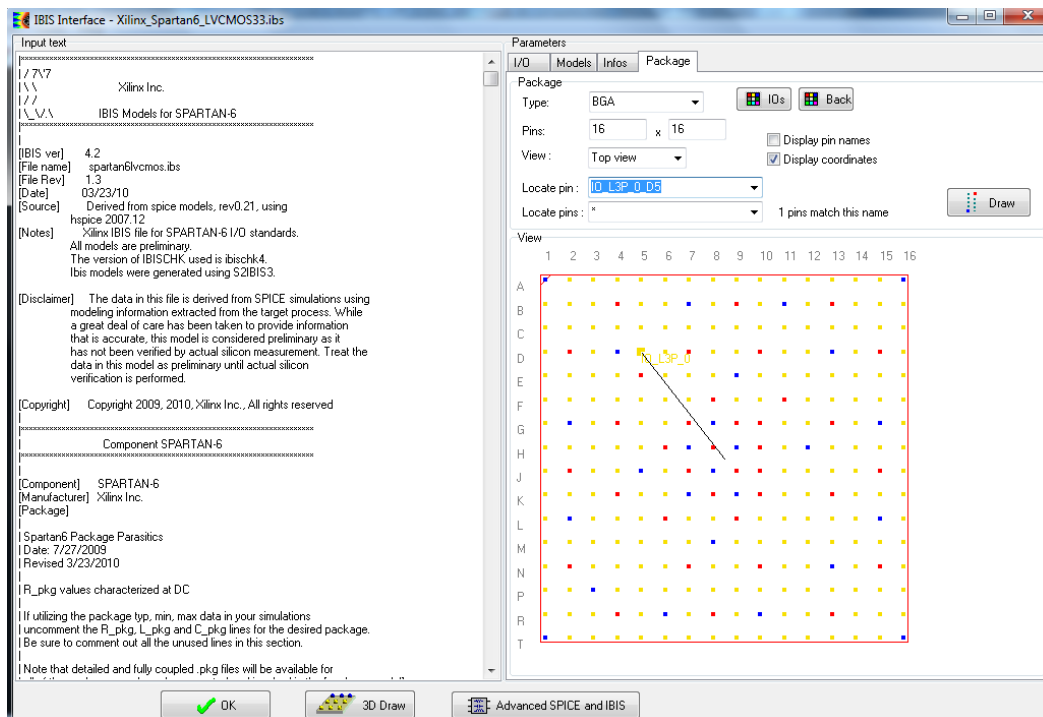 IBIS Interface - Xilinx_Spartan6_LVCMOS33.ibs
Input text
|*******************************************************************
| / 7\'7
| \ \ Xilinx Inc.
| / /
| \_\/.\ IBIS Models for SPARTAN-6
|*******************************************************************
|
[IBIS ver] 4.2
[File name] spartan6lvcmos.ibs
[File Rev] 1.3
[Date] 03/23/10
[Source] Derived from spice models, rev0.21, using
hspice 2007.12
[Notes] Xilinx IBIS file for SPARTAN-6 I/O standards.
All models are preliminary.
The version of IBISCHK used is ibischk4.
Ibis models were generated using S2IBIS3.
[Disclaimer] The data in this file is derived from SPICE simulations using
modeling information extracted from the target process. While
a great deal of care has been taken to provide information
that is accurate, this model is considered preliminary as it
has not been verified by actual silicon measurement. Treat the
data in this model as preliminary until actual silicon
verification is performed.
[Copyright] Copyright 2009, 2010, Xilinx Inc., All rights reserved
|
|*******************************************************************
| Component SPARTAN-6
|*******************************************************************
|
[Component] SPARTAN-6
[Manufacturer] Xilinx Inc.
[Package]
|
| Spartan6 Package Parasitics
| Date: 7/27/2009
| Revised 3/23/2010
|
| R_pkg values characterized at DC
|
| If utilizing the package typ, min, max data in your simulations
| uncomment the R_pkg, L_pkg and C_pkg lines for the desired package.
| Be sure to comment out all the unused lines in this section.
|
| Note that detailed and fully coupled .pkg files will be available for
Parameters
I/O Models Infos Package
Package
Type: BGA IOs Back
Pins: 16 x 16
Display pin names
View : Top view
Display coordinates
Locate pin : IO_L3P_0_D5
Locate pins : * 1 pins match this name
Draw
View
1 2 3 4 5 6 7 8 9 10 11 12 13 14 15 16
A
B
C
D IO_L3P_0
E
F
G
H
J
K
L
M
N
P
R
T
OK 3D Draw Advanced SPICE and IBIS